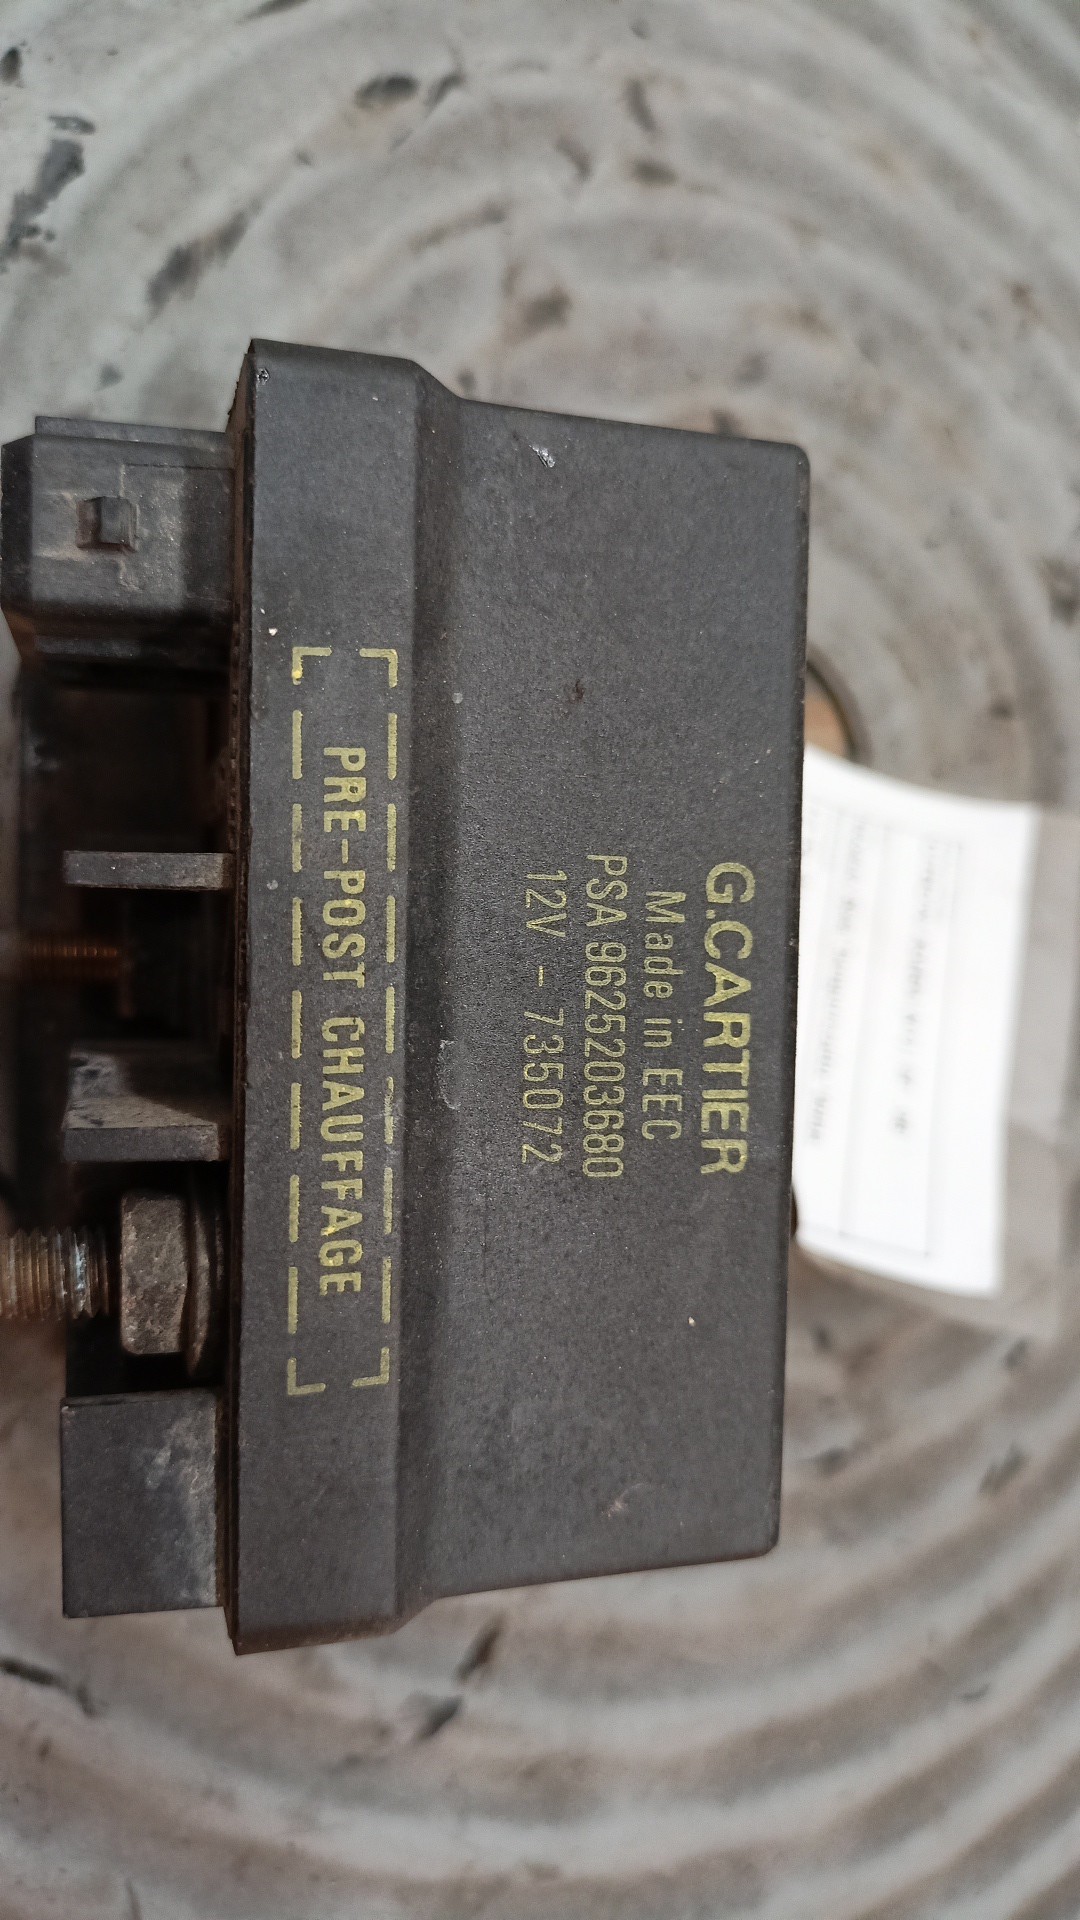 G.CARTIER
Made in EEC
PSA 9625203680
12V - 735072
PRE-POST CHAUFFAGE